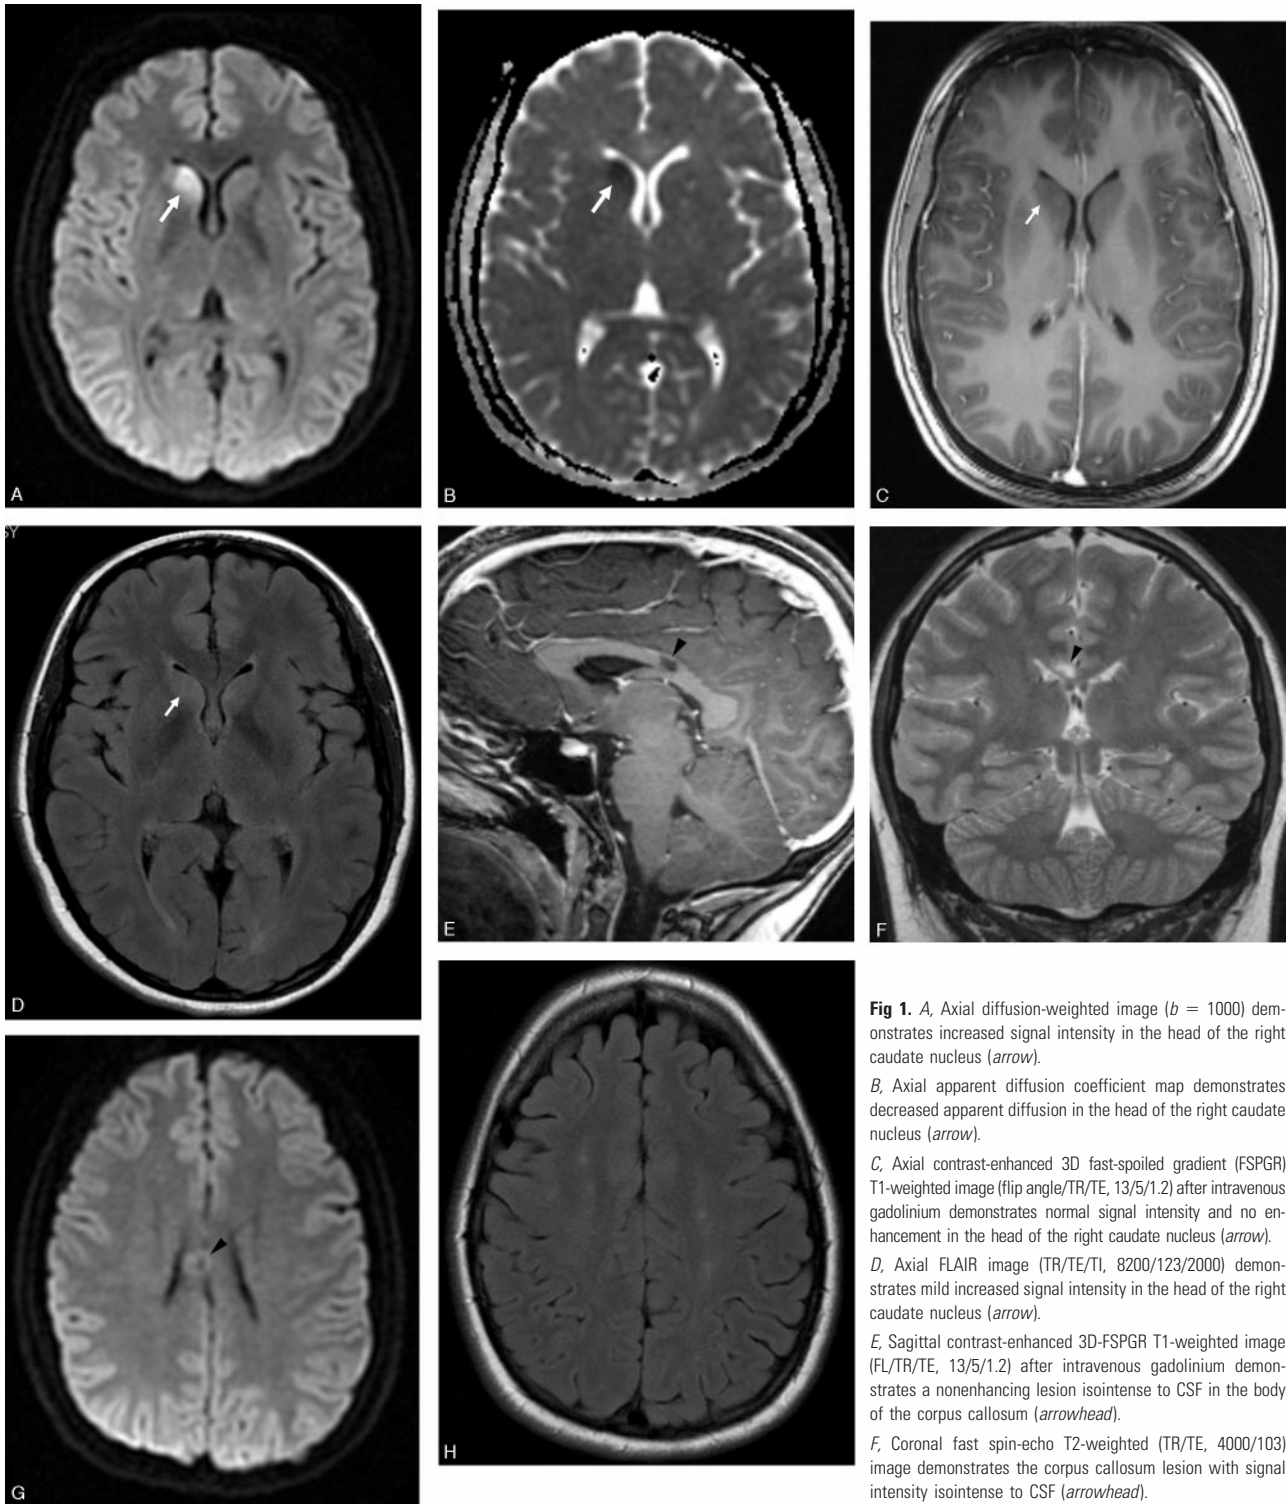 A
B
C
SY
D
E
F
G
H
Fig 1. A, Axial diffusion-weighted image (b = 1000) dem-
onstrates increased signal intensity in the head of the right
caudate nucleus (arrow).
B, Axial apparent diffusion coefficient map demonstrates
decreased apparent diffusion in the head of the right caudate
nucleus (arrow).
C, Axial contrast-enhanced 3D fast-spoiled gradient (FSPGR)
T1-weighted image (flip angle/TR/TE, 13/5/1.2) after intravenous
gadolinium demonstrates normal signal intensity and no en-
hancement in the head of the right caudate nucleus (arrow).
D, Axial FLAIR image (TR/TE/TI, 8200/123/2000) demon-
strates mild increased signal intensity in the head of the right
caudate nucleus (arrow).
E, Sagittal contrast-enhanced 3D-FSPGR T1-weighted image
(FL/TR/TE, 13/5/1.2) after intravenous gadolinium demon-
strates a nonenhancing lesion isointense to CSF in the body
of the corpus callosum (arrowhead).
F, Coronal fast spin-echo T2-weighted (TR/TE, 4000/103)
image demonstrates the corpus callosum lesion with signal
intensity isointense to CSF (arrowhead).